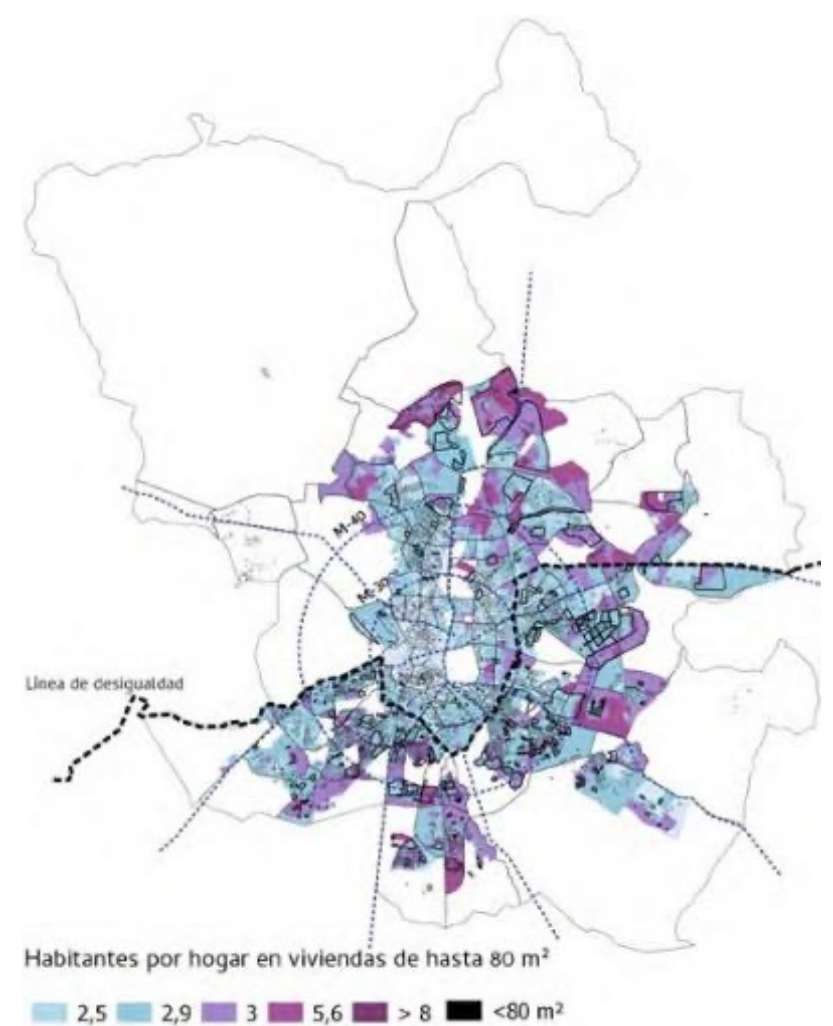 M-40
M-30
Línea de desigualdad
Habitantes por hogar en viviendas de hasta 80 m²
2,5 2,9 3 5,6 > 8 <80 m²